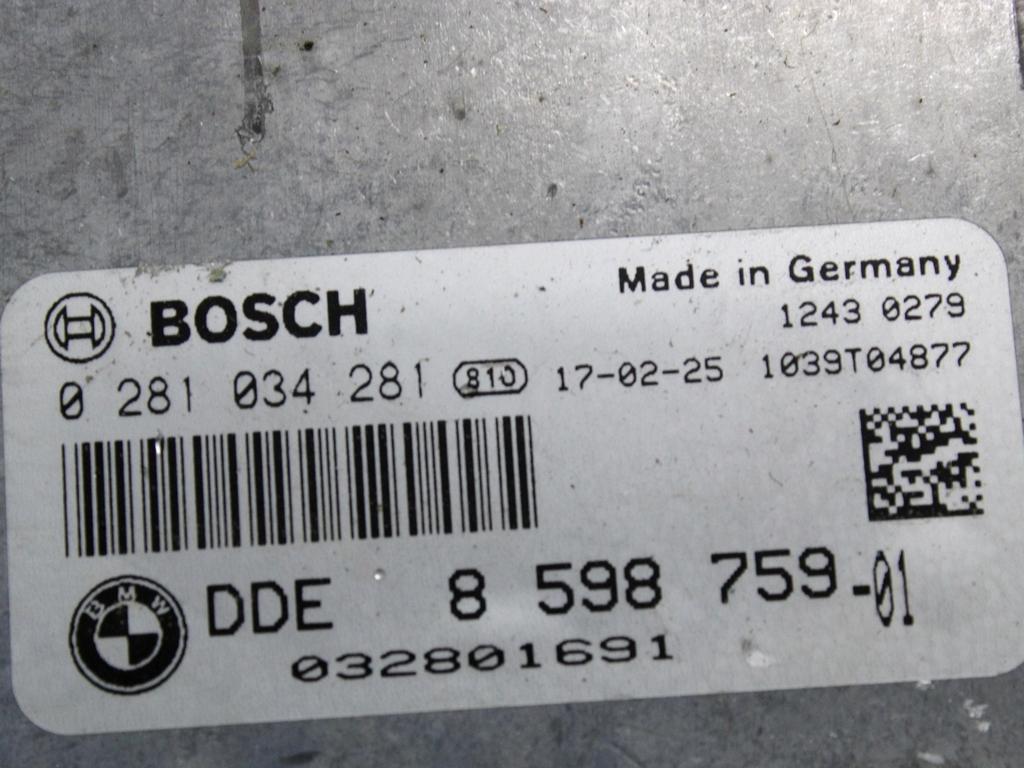 BOSCH
Made in Germany
1243 0279
0 281 034 281 810 17-02-25 1039T04877
BMW
DDE 8 598 759-01
032801691